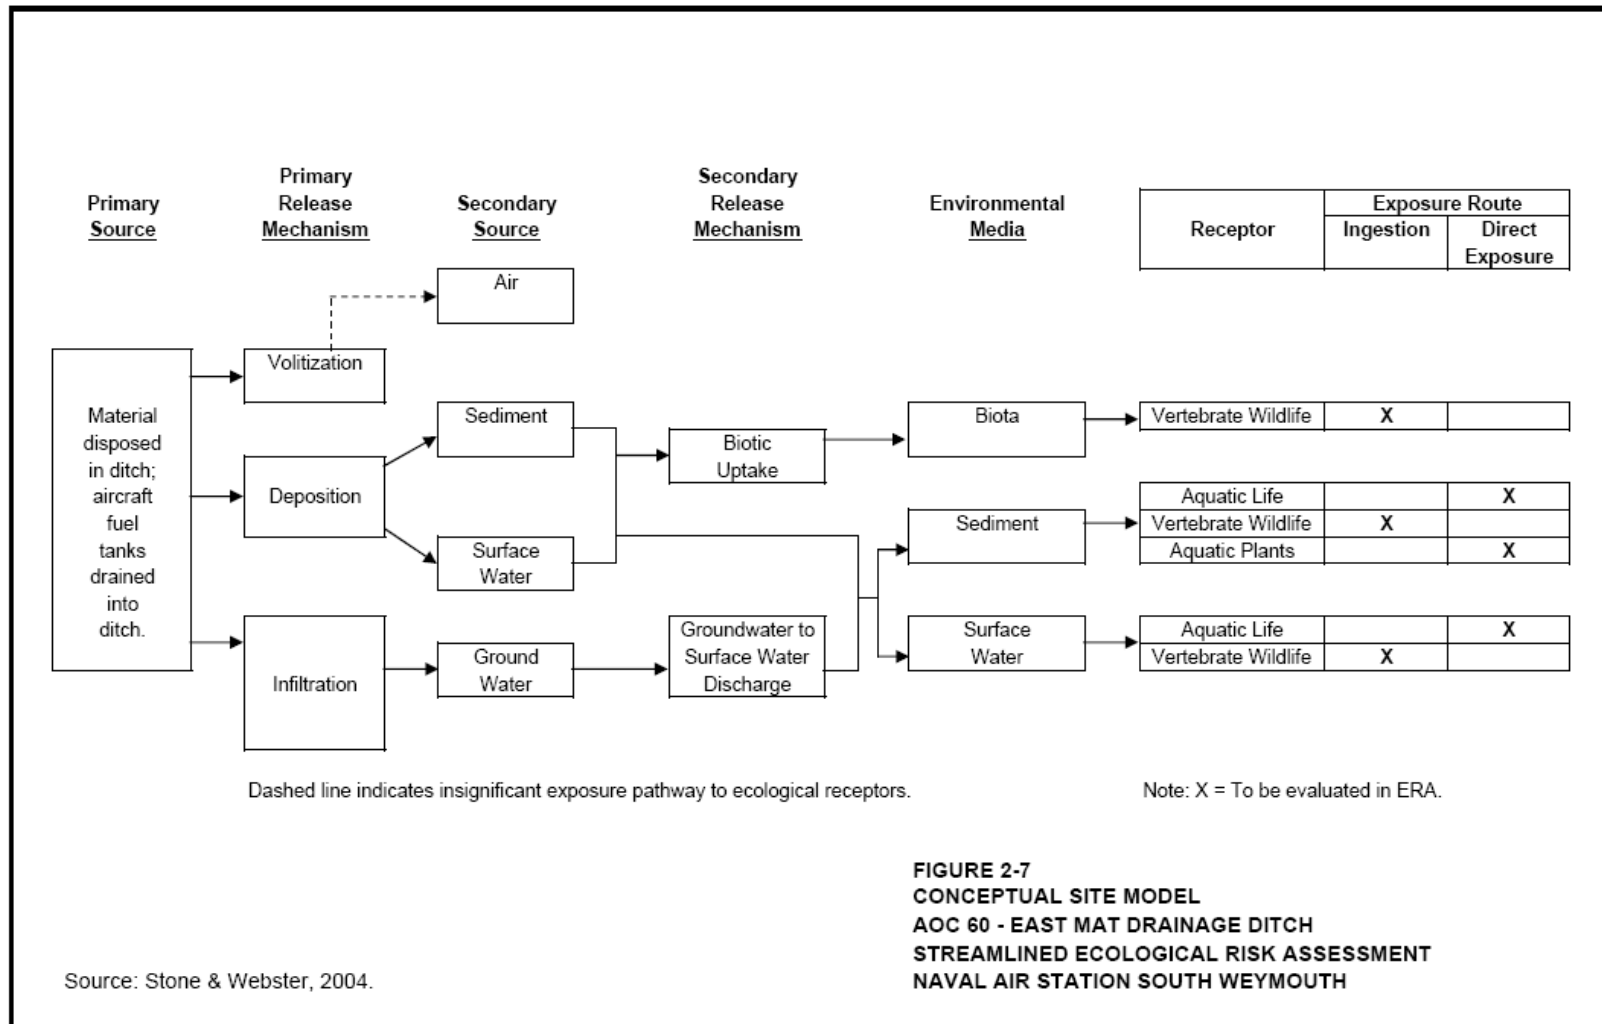 Primary
Source
Primary
Release
Mechanism
Secondary
Source
Secondary
Release
Mechanism
Environmental
Media
Receptor
Exposure Route
Ingestion
Direct
Exposure
Air
Volitization
Material
disposed
in ditch;
aircraft
fuel
tanks
drained
into
ditch.
Sediment
Deposition
Surface
Water
Infiltration
Ground
Water
Biotic
Uptake
Groundwater to
Surface Water
Discharge
Biota
Vertebrate Wildlife X
Sediment
Aquatic Life X
Vertebrate Wildlife X
Aquatic Plants X
Surface
Water
Aquatic Life X
Vertebrate Wildlife X
Dashed line indicates insignificant exposure pathway to ecological receptors.
Note: X = To be evaluated in ERA.
FIGURE 2-7
CONCEPTUAL SITE MODEL
AOC 60 - EAST MAT DRAINAGE DITCH
STREAMLINED ECOLOGICAL RISK ASSESSMENT
NAVAL AIR STATION SOUTH WEYMOUTH
Source: Stone & Webster, 2004.